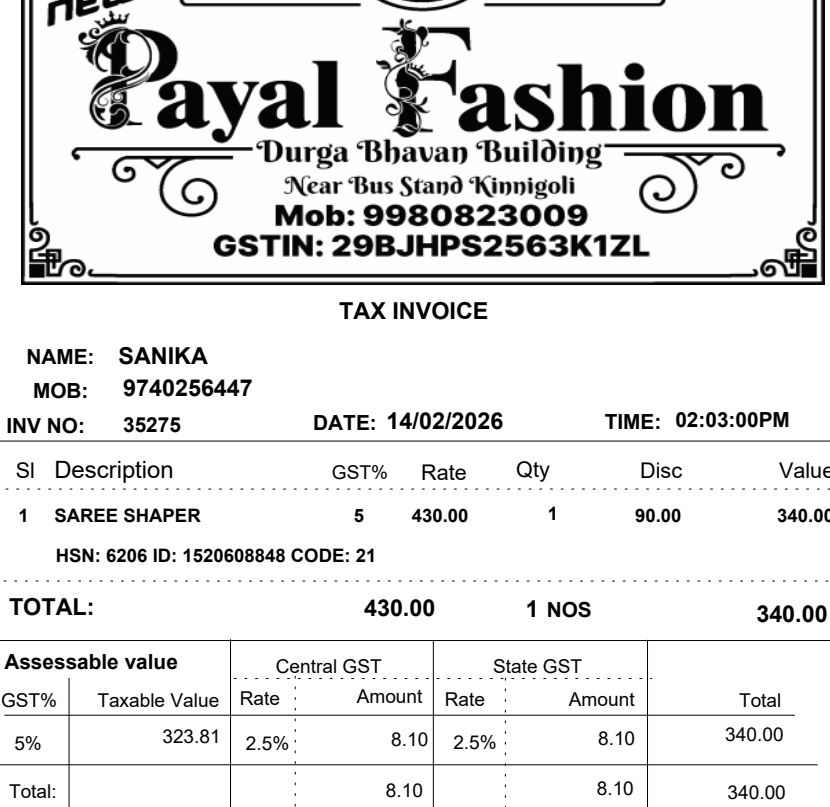 new
Payal Fashion
Durga Bhavan Building
Near Bus Stand Kinnigoli
Mob: 9980823009
GSTIN: 29BJHPS2563K1ZL
TAX INVOICE
NAME: SANIKA
MOB: 9740256447
INV NO: 35275 DATE: 14/02/2026 TIME: 02:03:00PM
Sl Description GST% Rate Qty Disc Value
1 SAREE SHAPER 5 430.00 1 90.00 340.00
HSN: 6206 ID: 1520608848 CODE: 21
TOTAL: 430.00 1 NOS 340.00
Assessable value Central GST State GST
GST% Taxable Value Rate Amount Rate Amount Total
5% 323.81 2.5% 8.10 2.5% 8.10 340.00
Total: 8.10 8.10 340.00